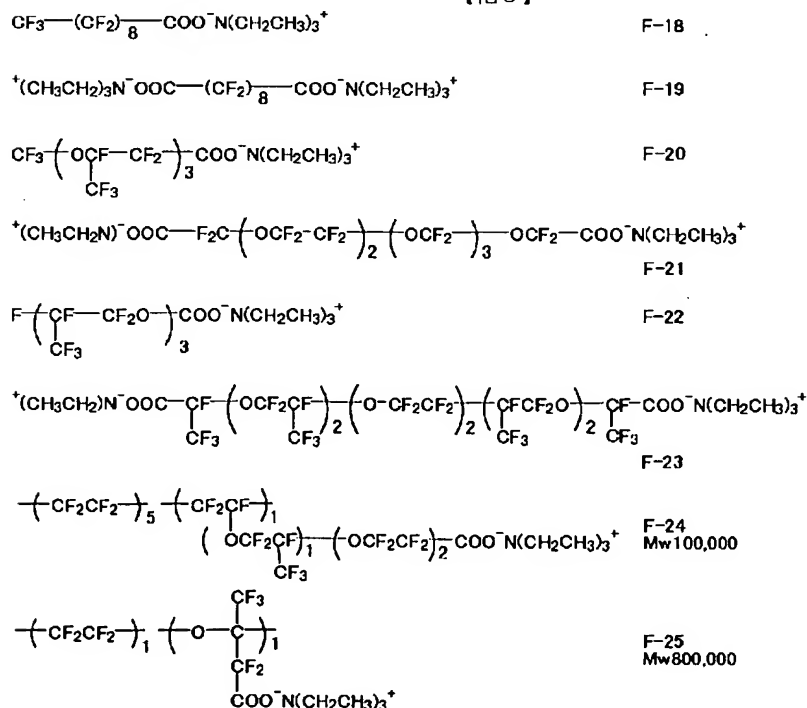 【化5】
CF3—(CF2)8—COO⁻N(CH2CH3)3⁺ F-18
⁺(CH3CH2)3N⁻OOC—(CF2)8—COO⁻N(CH2CH3)3⁺ F-19
CF3—(OCF—CF2—)3—COO⁻N(CH2CH3)3⁺ F-20
CF3
⁺(CH3CH2N)⁻OOC—F2C—(OCF2-CF2—)2—(OCF2—)3—OCF2—COO⁻N(CH2CH3)3⁺
F-21
F—(CF—CF2O—)3COO⁻N(CH2CH3)3⁺ F-22
CF3
⁺(CH3CH2)N⁻OOC—CF—(OCF2CF—)2—(O—CF2CF2—)2—(CFCF2O—)2—CF—COO⁻N(CH2CH3)3⁺
CF3 CF3 CF3 CF3
F-23
—(CF2CF2—)5—(CF2CF—)1
(OCF2CF)1—(OCF2CF2—)2—COO⁻N(CH2CH3)3⁺ F-24
CF3 Mw100,000
CF3
—(CF2CF2—)1—(O—C—)1 F-25
CF2 Mw800,000
COO⁻N(CH2CH3)3⁺